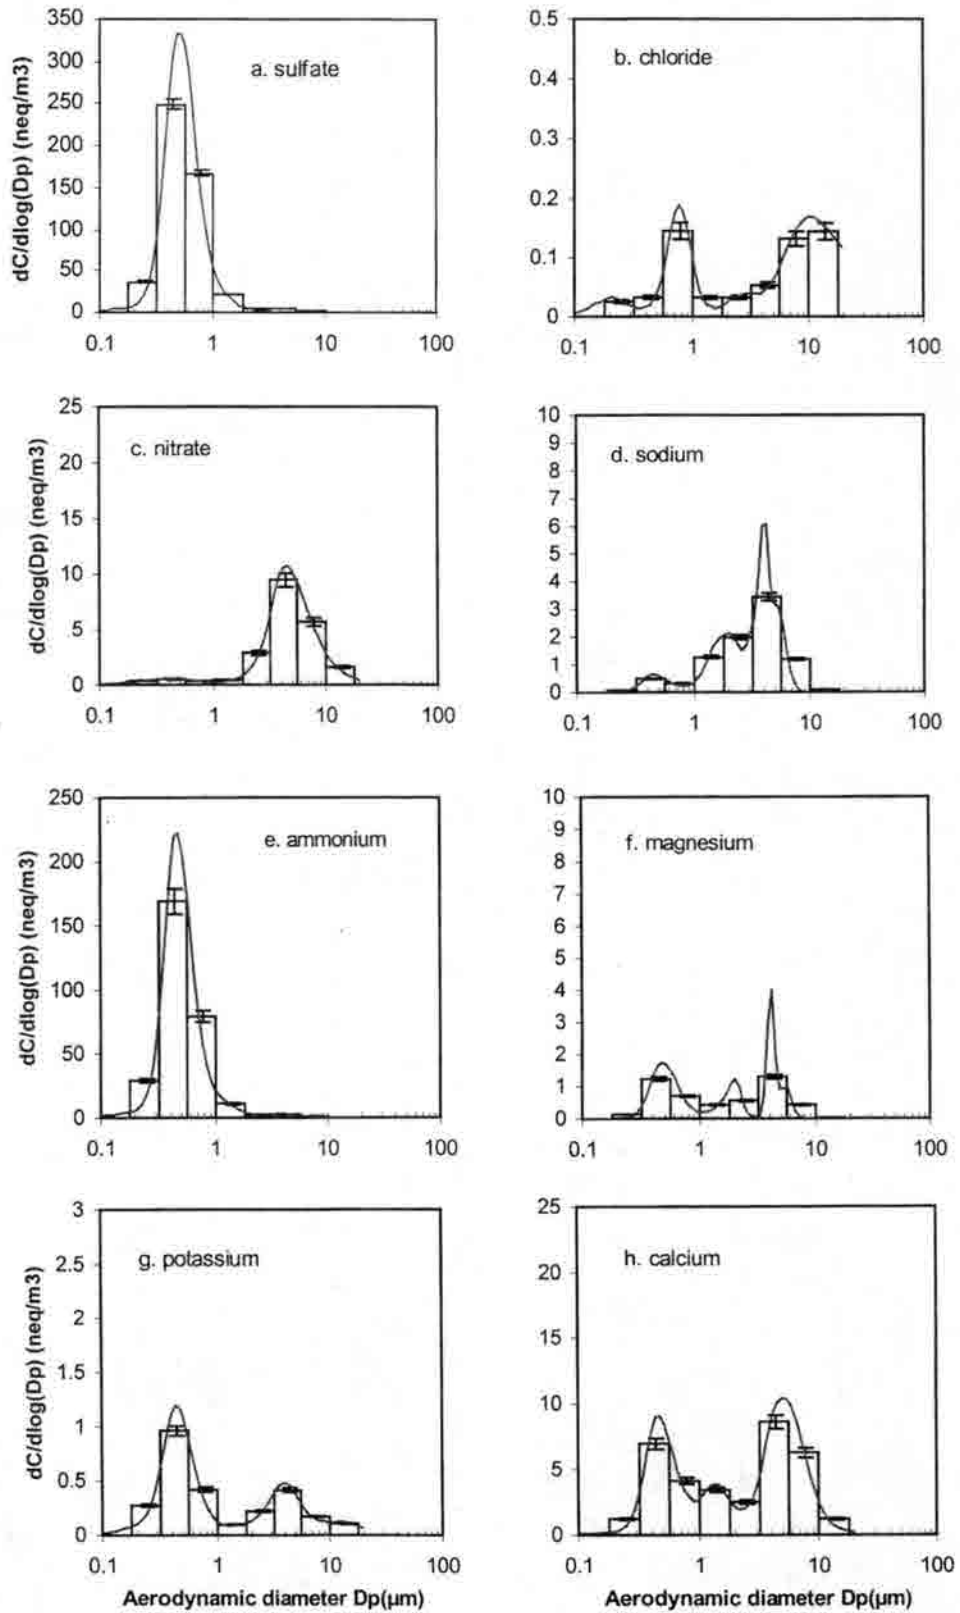 a. sulfate
dC/dlog(Dp) (neq/m3)
350
300
250
200
150
100
50
0
0.1 1 10 100
b. chloride
0.5
0.4
0.3
0.2
0.1
0
0.1 1 10 100
c. nitrate
dC/dlog(Dp) (neq/m3)
25
20
15
10
5
0
0.1 1 10 100
d. sodium
10
9
8
7
6
5
4
3
2
1
0
0.1 1 10 100
e. ammonium
dC/dlog(Dp) (neq/m3)
250
200
150
100
50
0
0.1 1 10 100
f. magnesium
10
9
8
7
6
5
4
3
2
1
0
0.1 1 10 100
g. potassium
dC/dlog(Dp) (neq/m3)
3
2.5
2
1.5
1
0.5
0
0.1 1 10 100
Aerodynamic diameter Dp(µm)
h. calcium
25
20
15
10
5
0
0.1 1 10 100
Aerodynamic diameter Dp(µm)